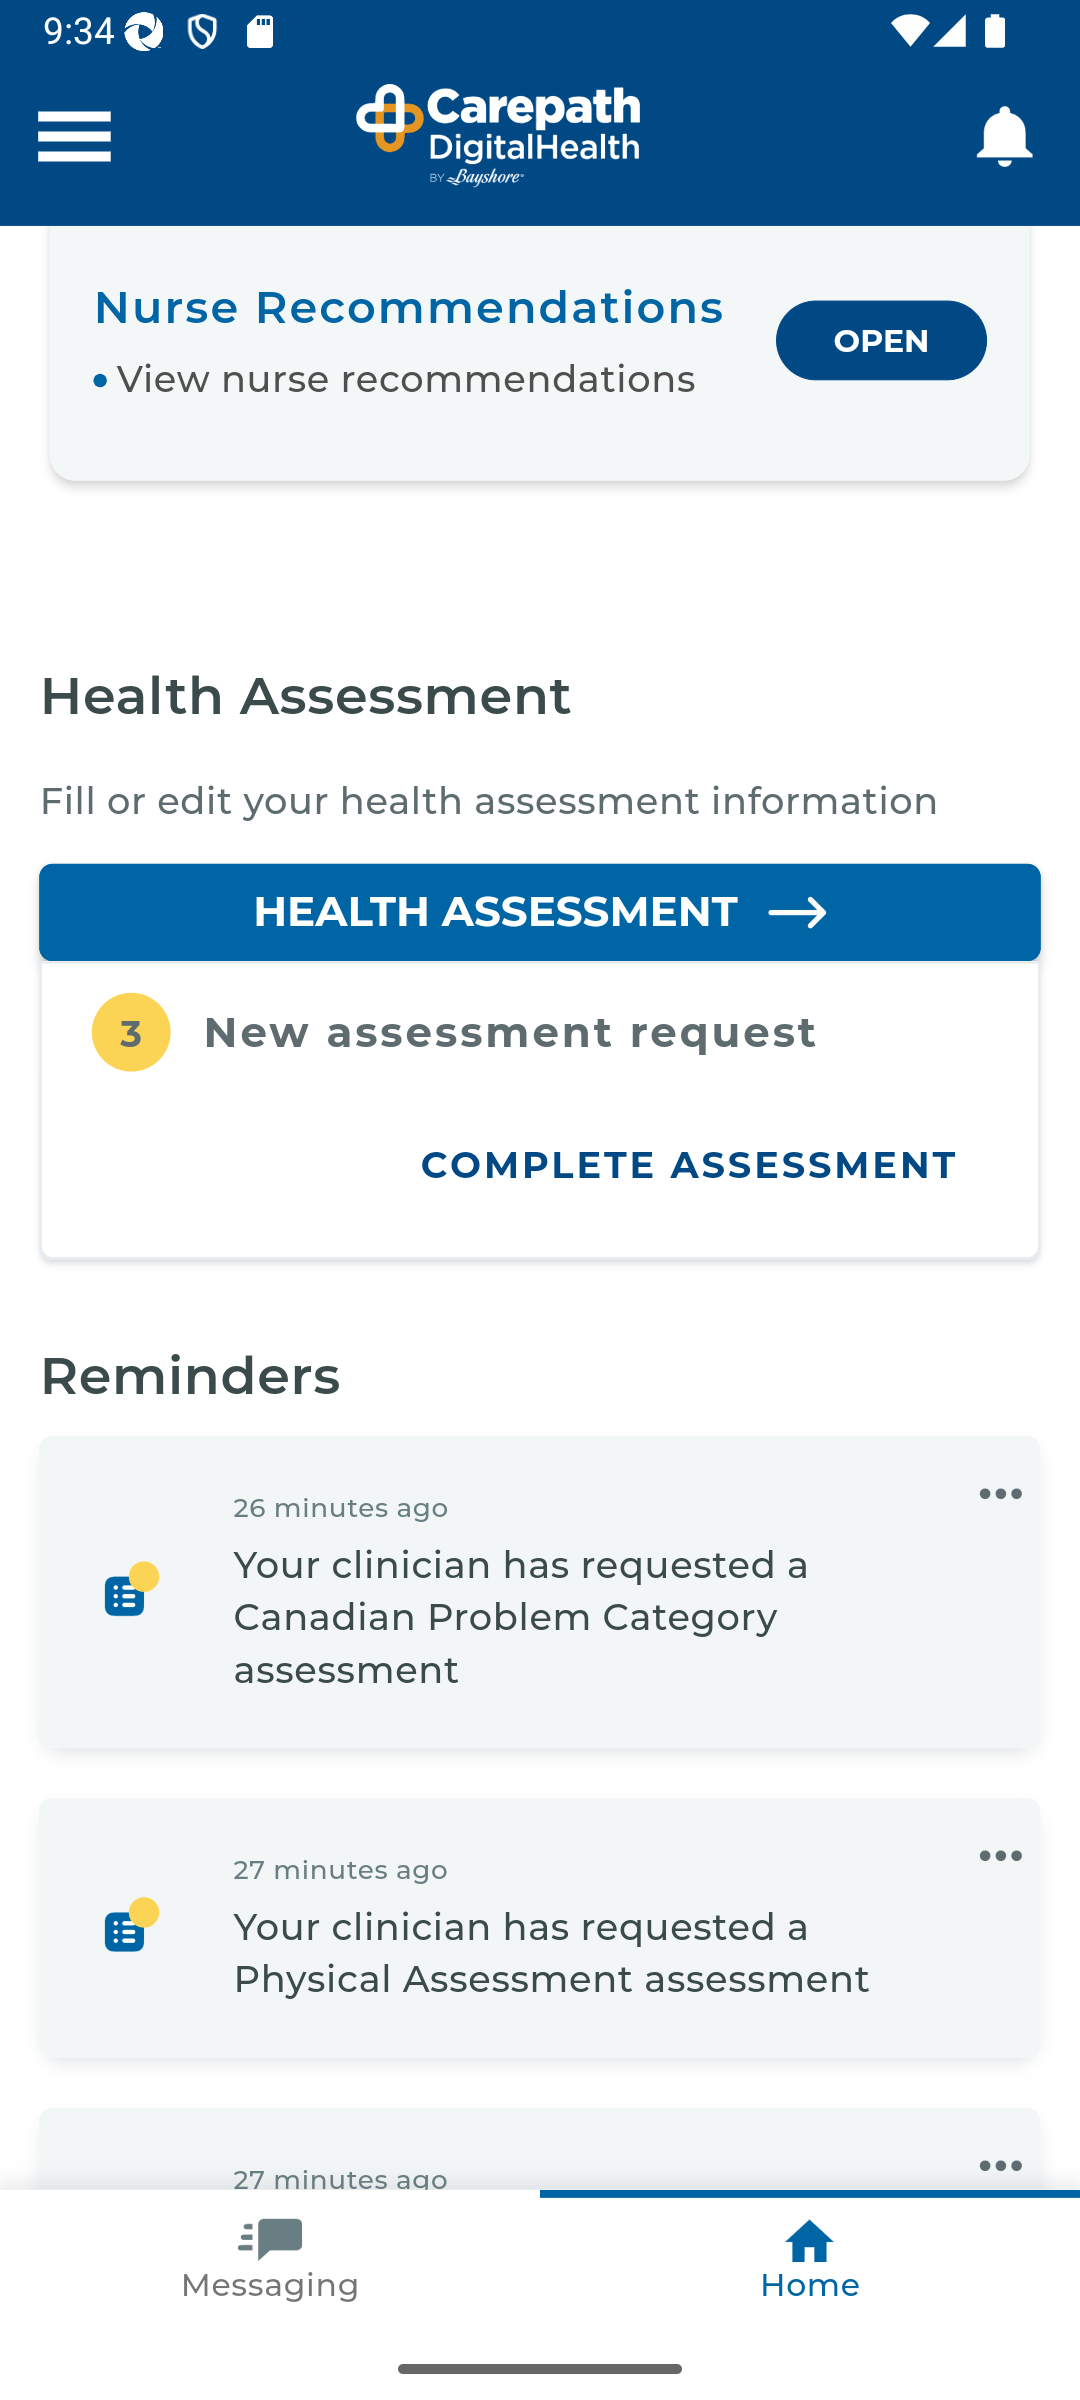 9:34
Carepath
DigitalHealth
BY Bayshore
Nurse Recommendations
OPEN
• View nurse recommendations
Health Assessment
Fill or edit your health assessment information
HEALTH ASSESSMENT
3 New assessment request
COMPLETE ASSESSMENT
Reminders
26 minutes ago
Your clinician has requested a
Canadian Problem Category
assessment
27 minutes ago
Your clinician has requested a
Physical Assessment assessment
27 minutes ago
Messaging
Home